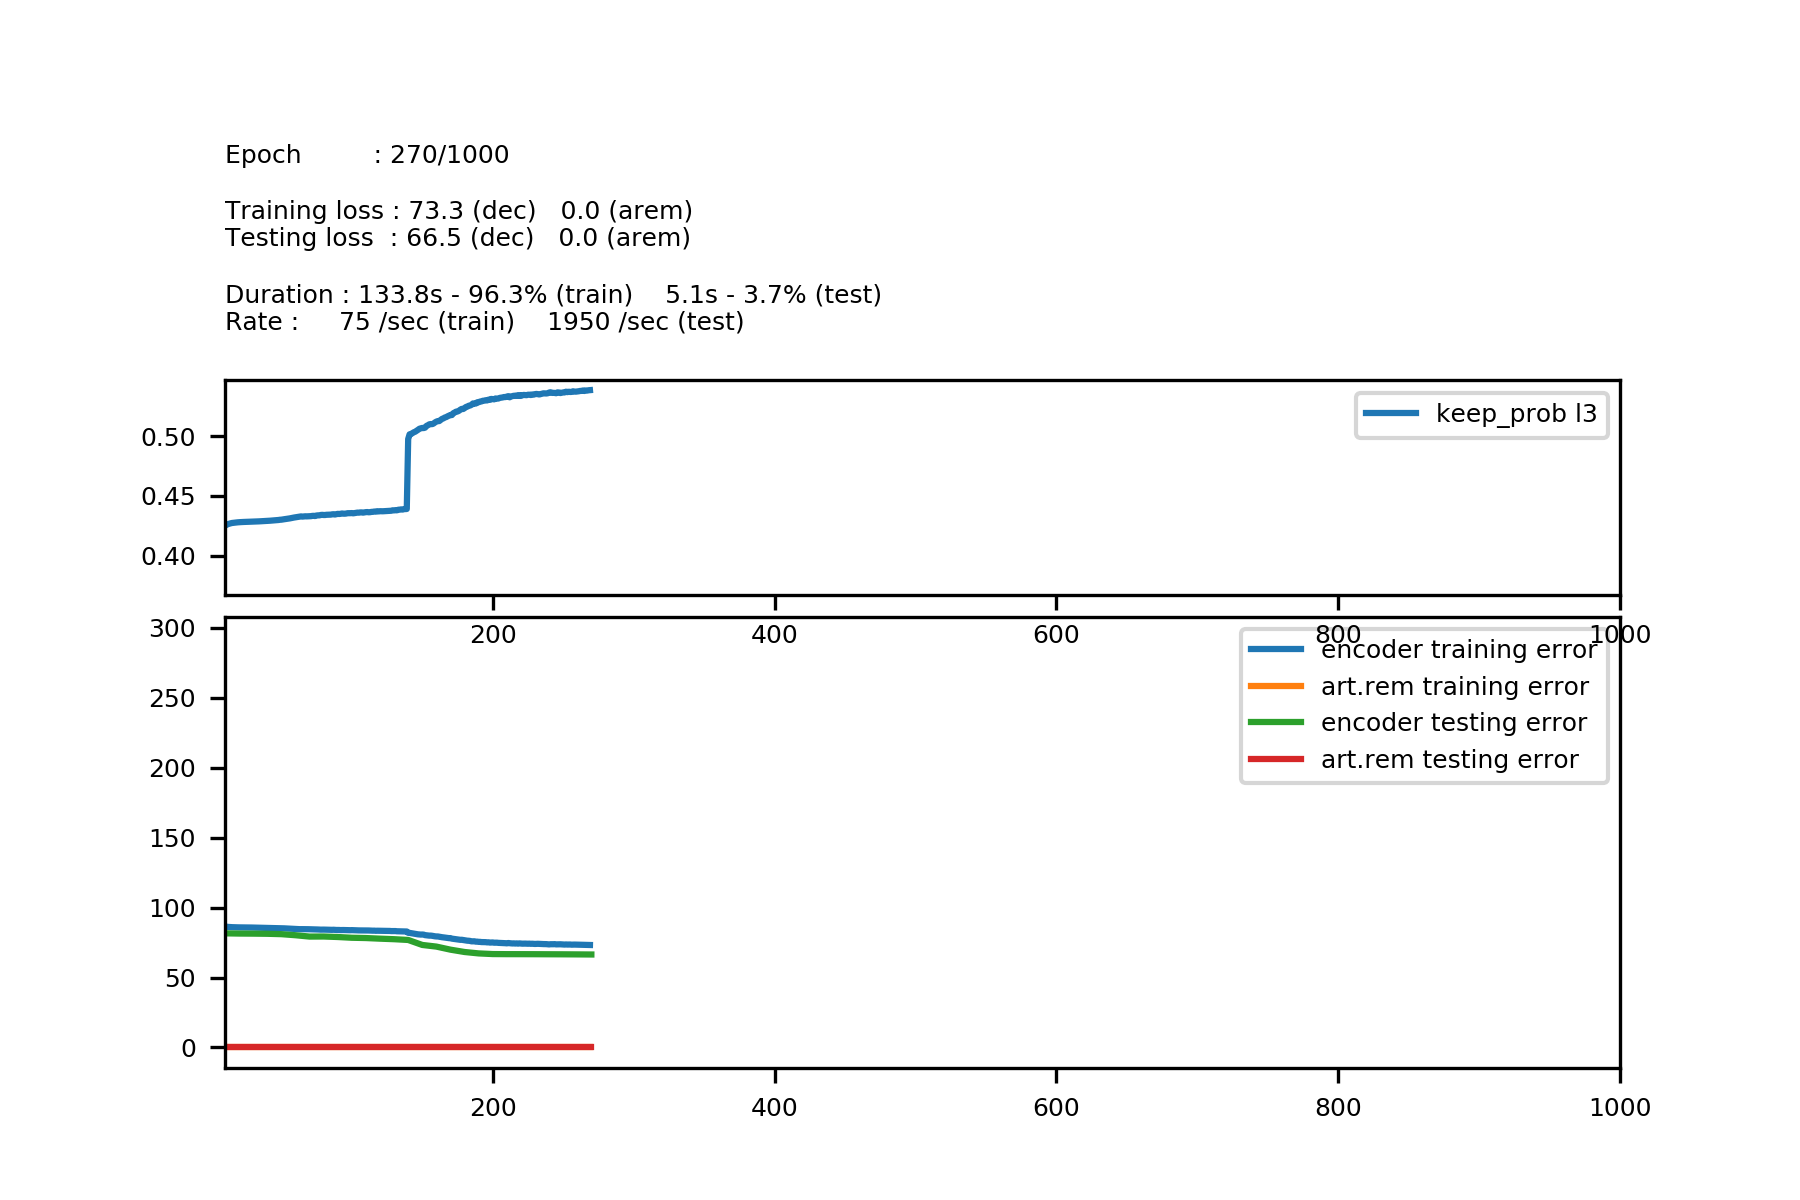 Epoch : 270/1000
Training loss : 73.3 (dec) 0.0 (arem)
Testing loss : 66.5 (dec) 0.0 (arem)
Duration : 133.8s - 96.3% (train) 5.1s - 3.7% (test)
Rate : 75 /sec (train) 1950 /sec (test)
keep_prob l3
0.50
0.45
0.40
200 400 600 800 1000
300
250
200
150
100
50
0
encoder training error
art.rem training error
encoder testing error
art.rem testing error
200 400 600 800 1000